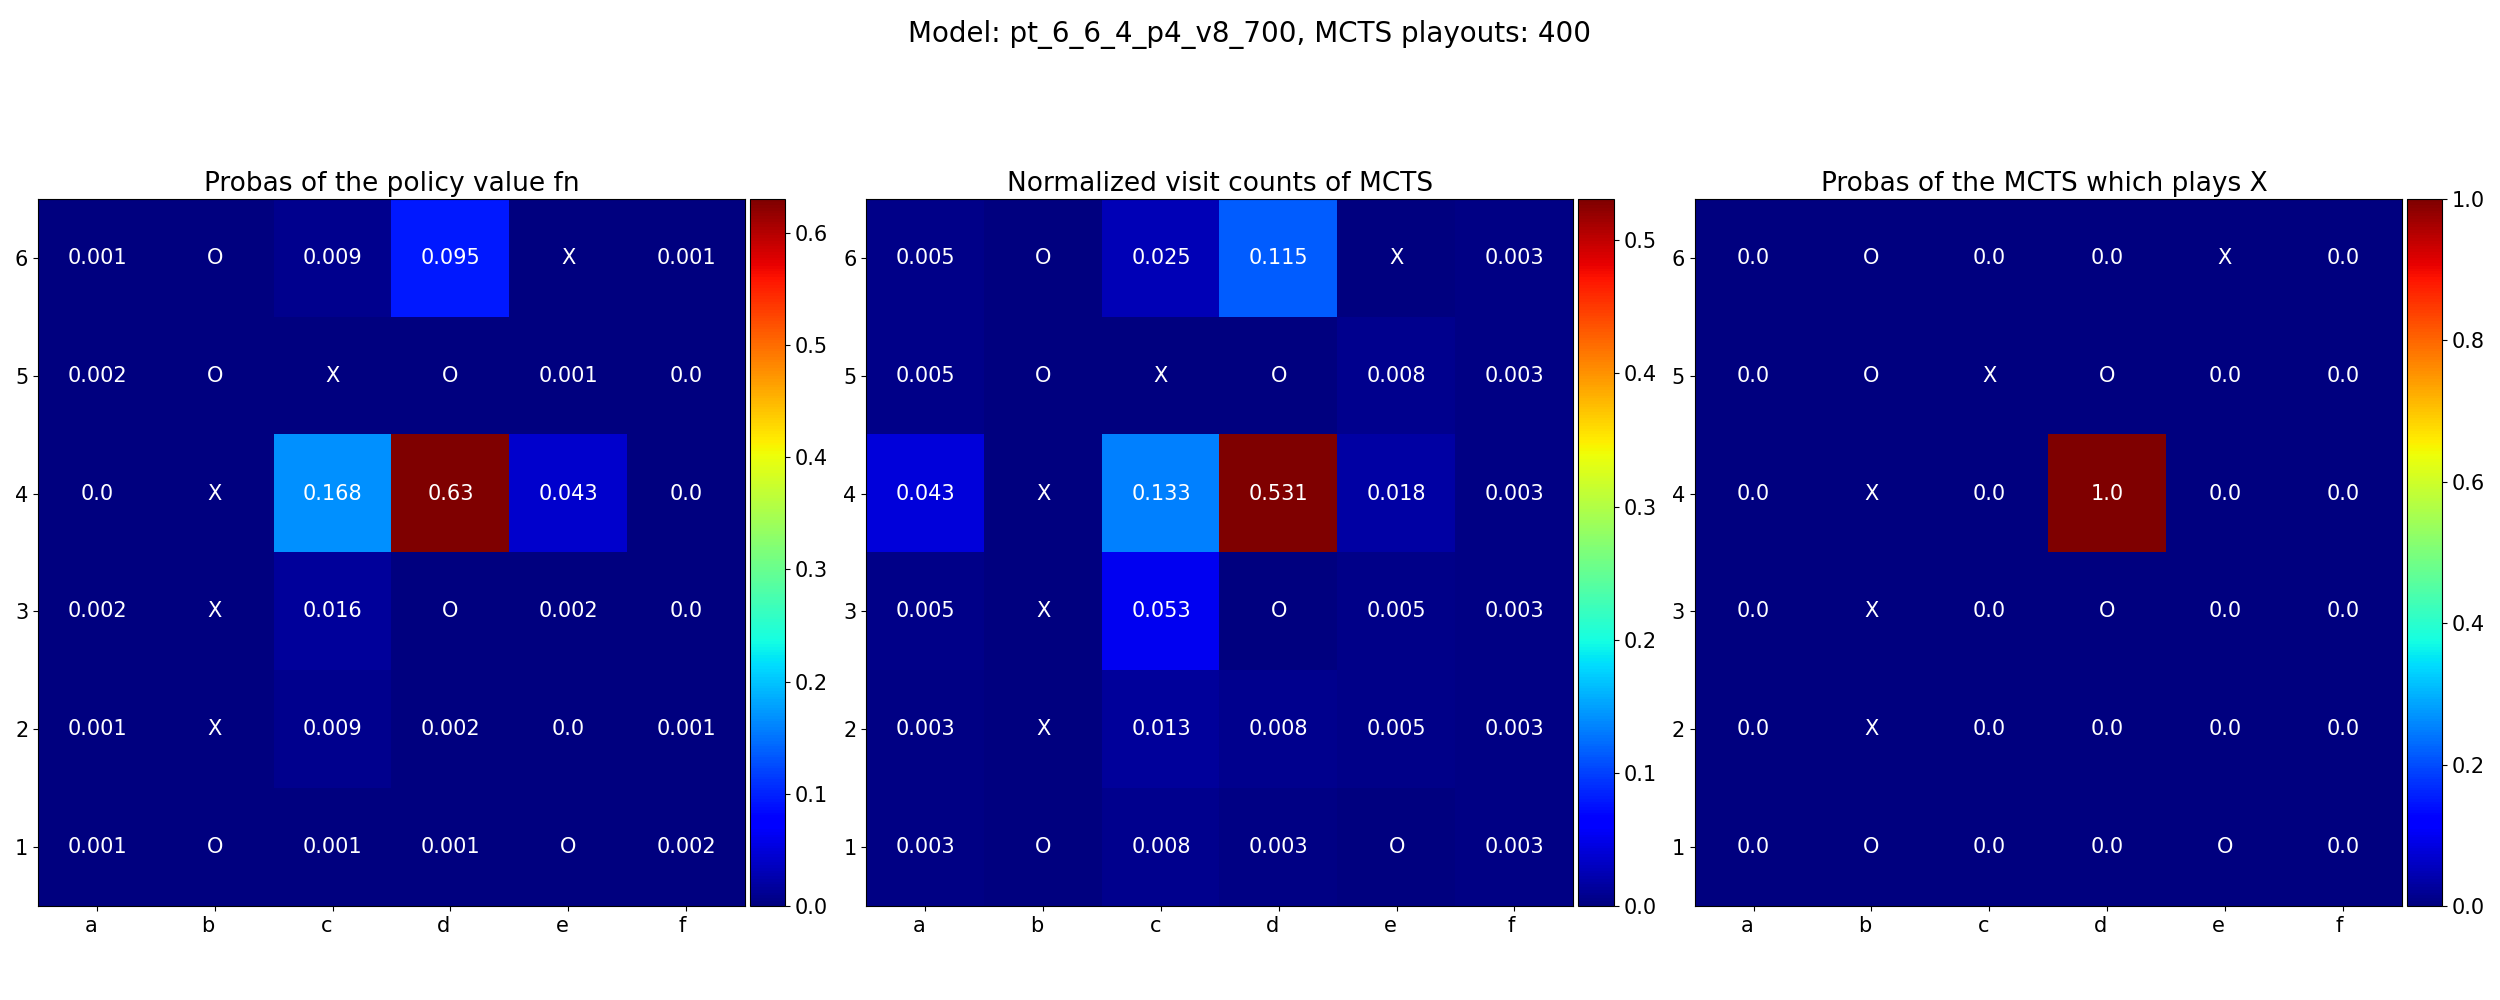 Model: pt_6_6_4_p4_v8_700, MCTS playouts: 400
Probas of the policy value fn
6 0.001 O 0.009 0.095 X 0.001
5 0.002 O X O 0.001 0.0
4 0.0 X 0.168 0.63 0.043 0.0
3 0.002 X 0.016 O 0.002 0.0
2 0.001 X 0.009 0.002 0.0 0.001
1 0.001 O 0.001 0.001 O 0.002
a b c d e f
0.6
0.5
0.4
0.3
0.2
0.1
0.0
Normalized visit counts of MCTS
6 0.005 O 0.025 0.115 X 0.003
5 0.005 O X O 0.008 0.003
4 0.043 X 0.133 0.531 0.018 0.003
3 0.005 X 0.053 O 0.005 0.003
2 0.003 X 0.013 0.008 0.005 0.003
1 0.003 O 0.008 0.003 O 0.003
a b c d e f
0.5
0.4
0.3
0.2
0.1
0.0
Probas of the MCTS which plays X
6 0.0 O 0.0 0.0 X 0.0
5 0.0 O X O 0.0 0.0
4 0.0 X 0.0 1.0 0.0 0.0
3 0.0 X 0.0 O 0.0 0.0
2 0.0 X 0.0 0.0 0.0 0.0
1 0.0 O 0.0 0.0 O 0.0
a b c d e f
1.0
0.8
0.6
0.4
0.2
0.0